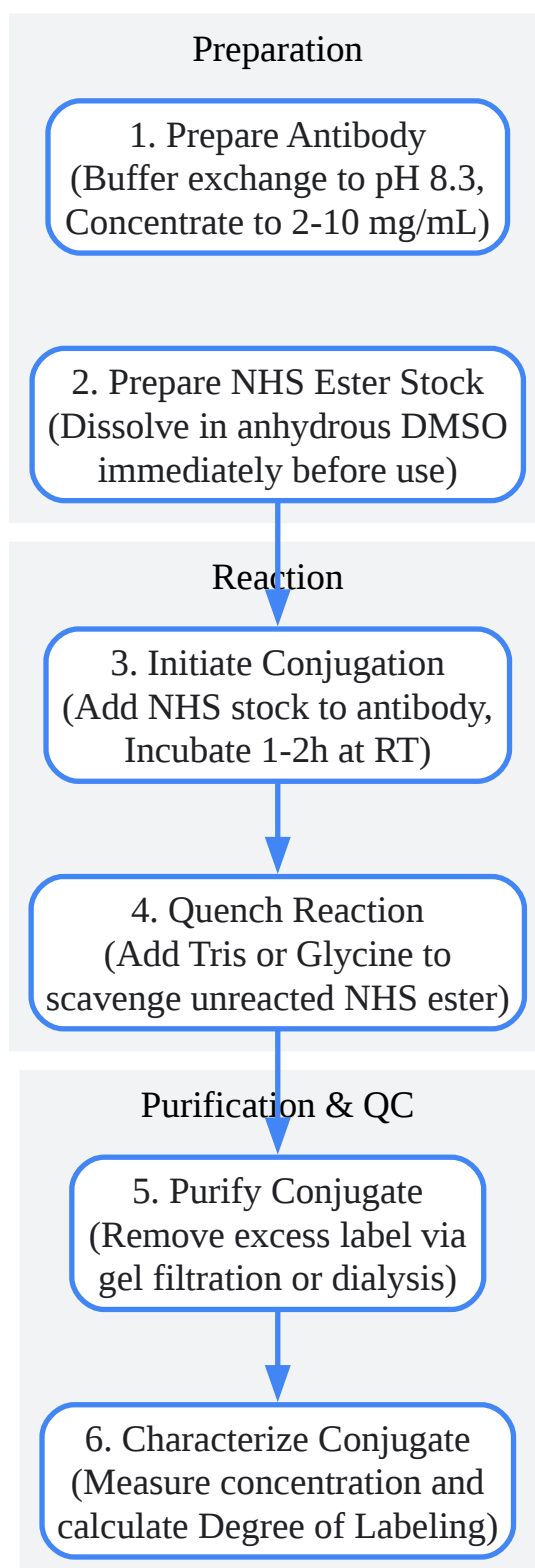 Preparation
1. Prepare Antibody
(Buffer exchange to pH 8.3,
Concentrate to 2-10 mg/mL)
2. Prepare NHS Ester Stock
(Dissolve in anhydrous DMSO
immediately before use)
Reaction
3. Initiate Conjugation
(Add NHS stock to antibody,
Incubate 1-2h at RT)
4. Quench Reaction
(Add Tris or Glycine to
scavenge unreacted NHS ester)
Purification & QC
5. Purify Conjugate
(Remove excess label via
gel filtration or dialysis)
6. Characterize Conjugate
(Measure concentration and
calculate Degree of Labeling)